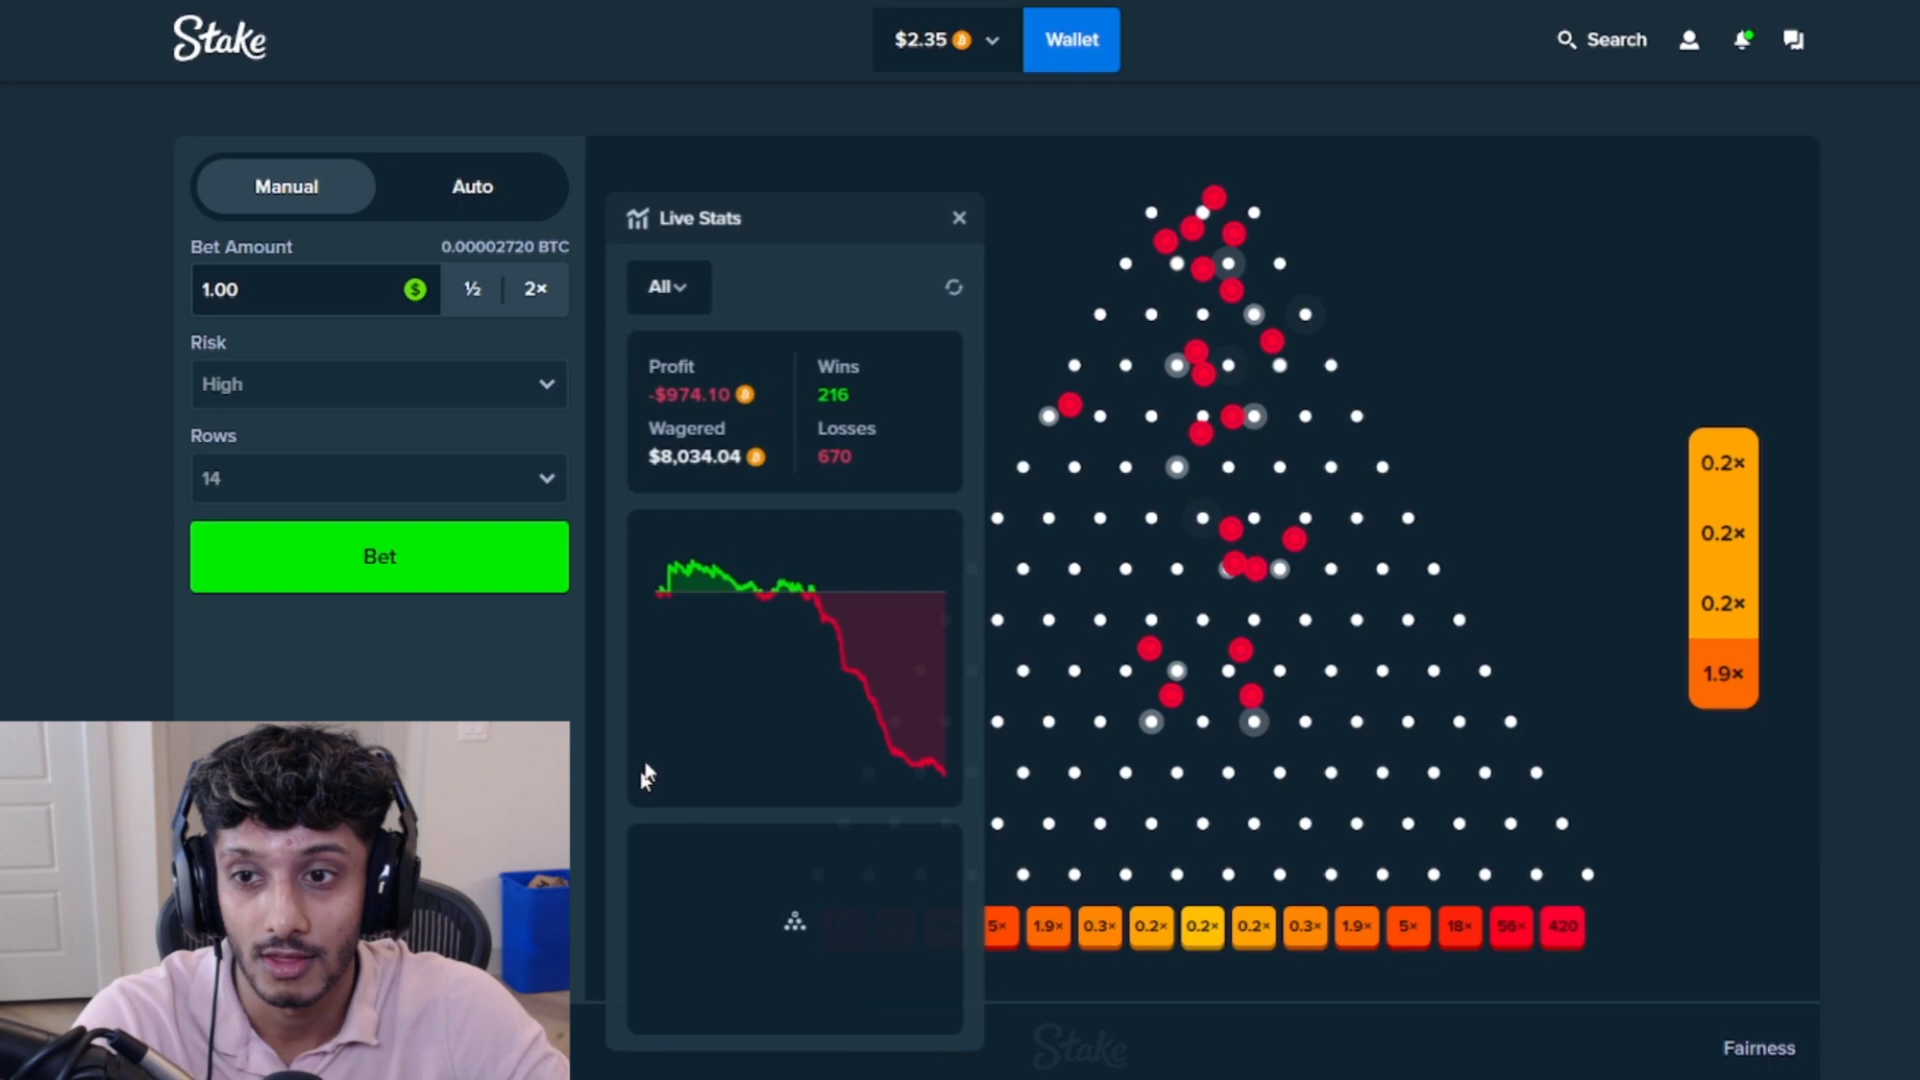 Stake
$2.35
Wallet
Search
Manual
Auto
Bet Amount
0.00002720 BTC
1.00
½
2×
Risk
High
Rows
14
Bet
Live Stats
All
Profit
-$974.10
Wins
216
Wagered
$8,034.04
Losses
670
0.2×
0.2×
0.2×
1.9×
5×
1.9×
0.3×
0.2×
0.2×
0.2×
0.3×
1.9×
5×
18×
56×
420
Stake
Fairness